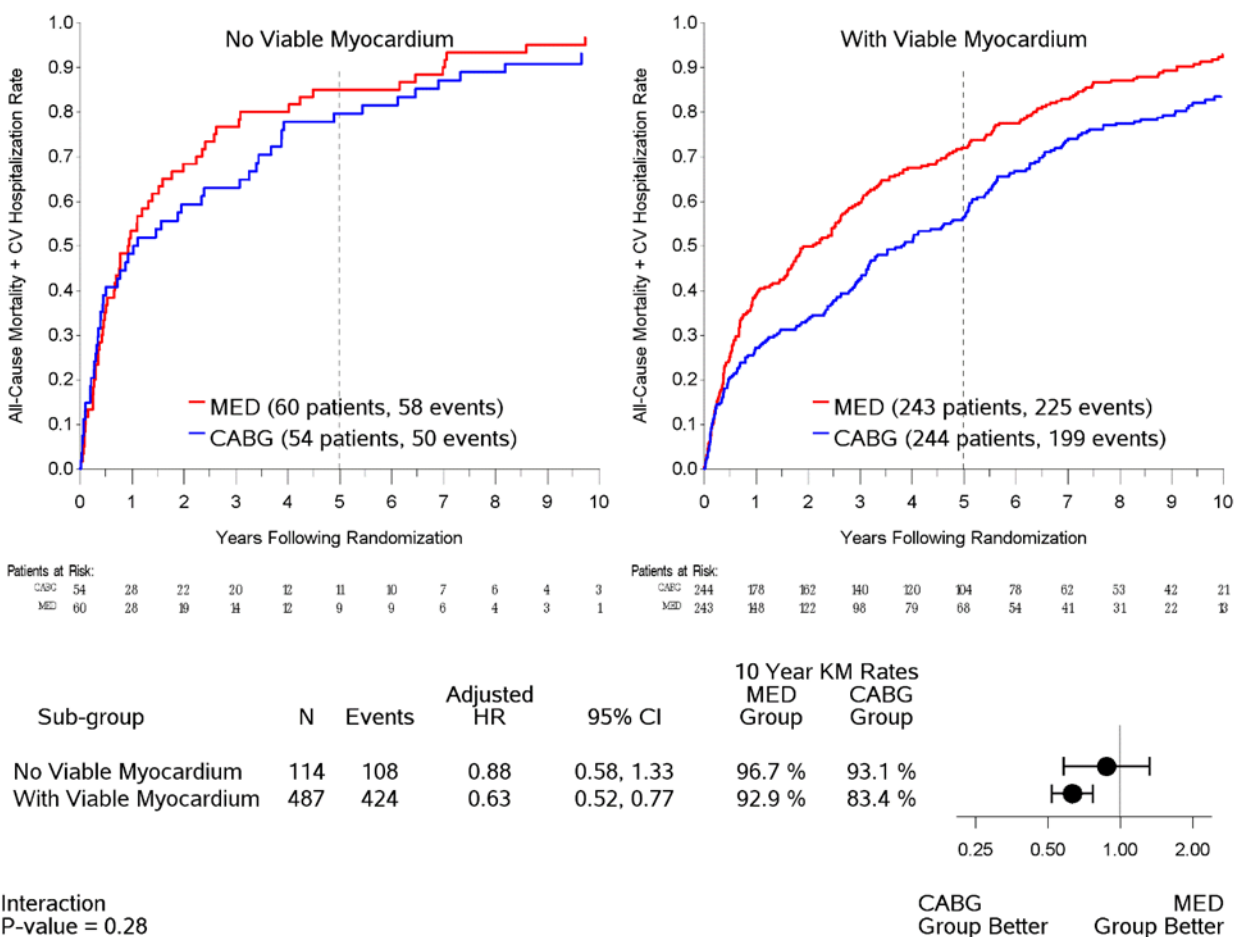 No Viable Myocardium
All-Cause Mortality + CV Hospitalization Rate
1.0
0.9
0.8
0.7
0.6
0.5
0.4
0.3
0.2
0.1
0.0
MED (60 patients, 58 events)
CABG (54 patients, 50 events)
0 1 2 3 4 5 6 7 8 9 10
Years Following Randomization
Patients at Risk:
CABG 54 28 22 20 12 11 10 7 6 4 3
MED 60 28 19 14 12 9 9 6 4 3 1
With Viable Myocardium
All-Cause Mortality + CV Hospitalization Rate
1.0
0.9
0.8
0.7
0.6
0.5
0.4
0.3
0.2
0.1
0.0
MED (243 patients, 225 events)
CABG (244 patients, 199 events)
0 1 2 3 4 5 6 7 8 9 10
Years Following Randomization
Patients at Risk:
CABG 244 178 162 140 120 104 78 62 53 42 21
MED 243 148 122 98 79 68 54 41 31 22 13
10 Year KM Rates
Adjusted MED CABG
Sub-group N Events HR 95% CI Group Group
No Viable Myocardium 114 108 0.88 0.58, 1.33 96.7 % 93.1 %
With Viable Myocardium 487 424 0.63 0.52, 0.77 92.9 % 83.4 %
0.25 0.50 1.00 2.00
Interaction
P-value = 0.28
CABG MED
Group Better Group Better